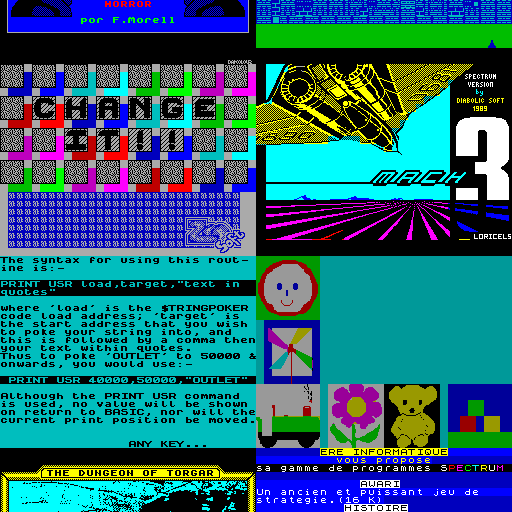 HORROR
por F.Morell
DAMOLKA
CHANGE
IT!!
ZigSoft
SPECTRUM
VERSION
by
DIABOLIC SOFT
1989
MACH 3
LORICELS
The syntax for using this rout-
ine is:-
PRINT USR load,target,"text in
quotes"
where 'load' is the $TRINGPOKER
code load address; 'target' is
the start address that you wish
to poke your string into, and
this is followed by a comma then
your text within quotes.
Thus to poke 'OUTLET' to 50000 &
onwards, you would use:-
PRINT USR 40000,50000,"OUTLET"
Although the PRINT USR command
is used, no value will be shown
on return to BASIC, nor will the
current print position be moved.
ANY KEY...
THE DUNGEON OF TORGAR
ERE INFORMATIQUE
vous propose
sa gamme de programmes SPECTRUM
AWARI
Un ancien et puissant jeu de
strategie.(16 K)
HISTOIRE